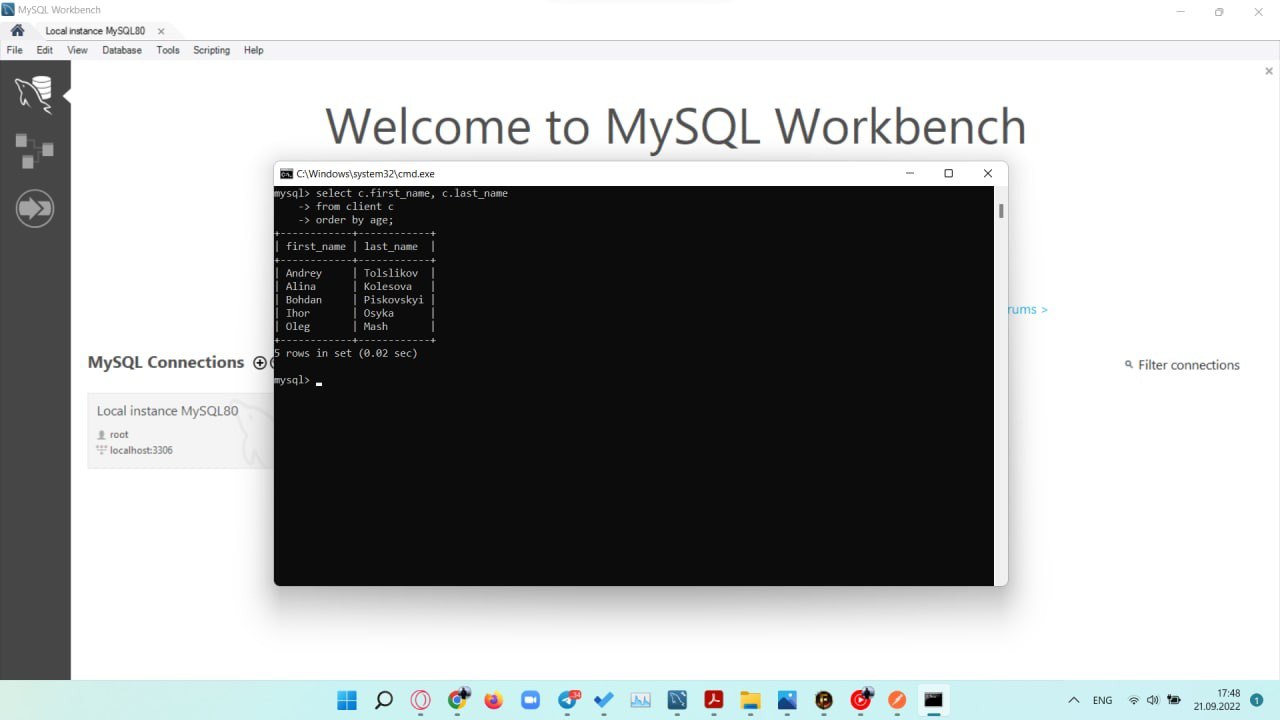 MySQL Workbench
Local instance MySQL80
File Edit View Database Tools Scripting Help
Welcome to MySQL Workbench
C:\Windows\system32\cmd.exe
mysql> select c.first_name, c.last_name
    -> from client c
    -> order by age;
+------------+------------+
| first_name | last_name  |
+------------+------------+
| Andrey     | Tolslikov  |
| Alina      | Kolesova   |
| Bohdan     | Piskovskyi |
| Ihor       | Osyka      |
| Oleg       | Mash       |
+------------+------------+
5 rows in set (0.02 sec)
mysql>
rums >
MySQL Connections
Filter connections
Local instance MySQL80
root
localhost:3306
34
ENG
17:48
21.09.2022
1